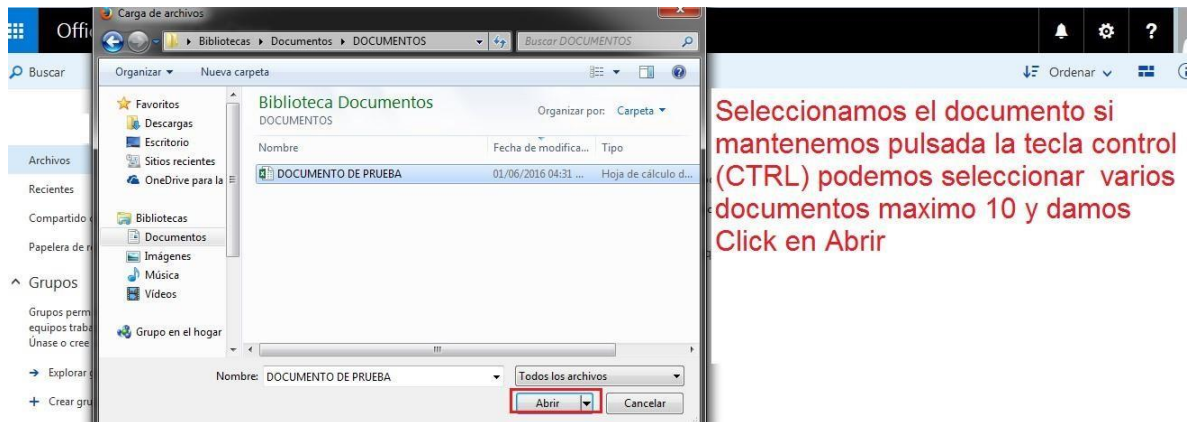 Carga de archivos
Bibliotecas ▸ Documentos ▸ DOCUMENTOS
Buscar DOCUMENTOS
?
Buscar
Organizar
Nueva carpeta
Ordenar
Favoritos
Descargas
Escritorio
Sitios recientes
OneDrive para la
Bibliotecas
Documentos
Imágenes
Música
Vídeos
Grupo en el hogar
Biblioteca Documentos
DOCUMENTOS
Organizar por: Carpeta
Nombre
Fecha de modifica...
Tipo
DOCUMENTO DE PRUEBA
01/06/2016 04:31 ...
Hoja de cálculo d...
Archivos
Recientes
Compartido
Papelera de
Grupos
Grupos perm
equipos traba
Únase o cree
Explorar
+ Crear gru
Nombre: DOCUMENTO DE PRUEBA
Todos los archivos
Abrir
Cancelar
Seleccionamos el documento si
mantenemos pulsada la tecla control
(CTRL) podemos seleccionar varios
documentos maximo 10 y damos
Click en Abrir